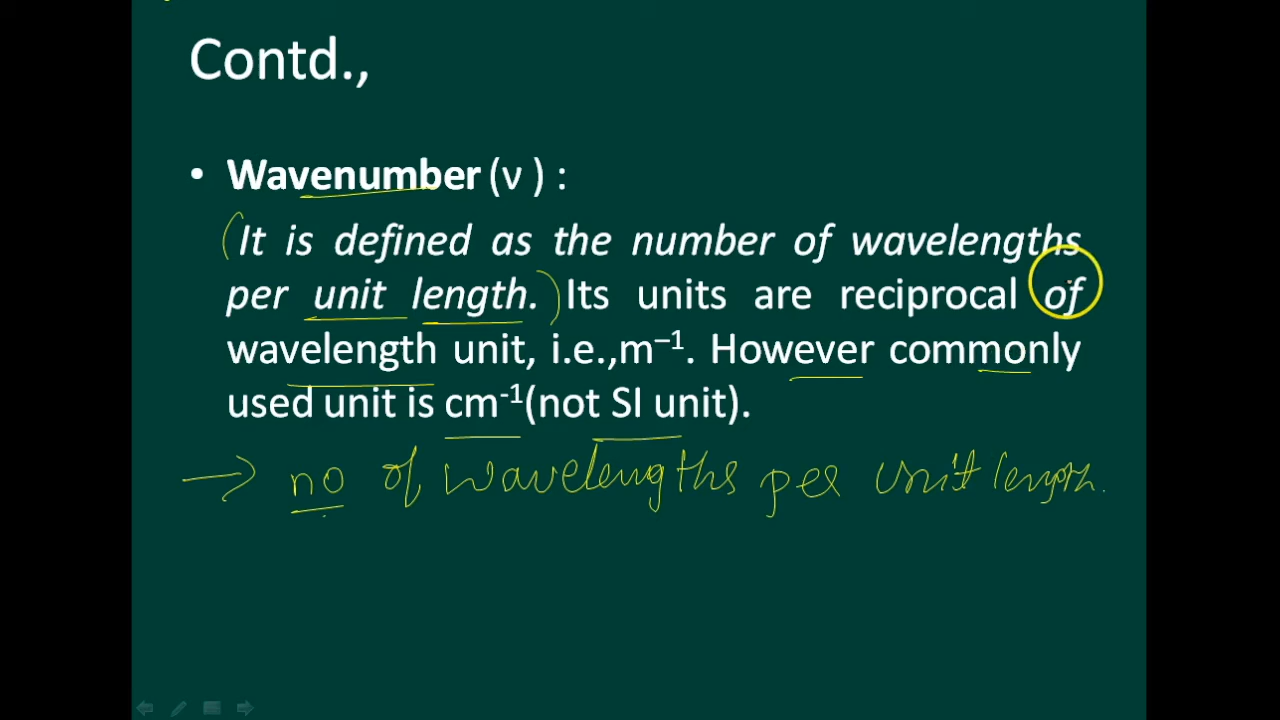 Contd.,
• Wavenumber (ν ) :
It is defined as the number of wavelengths
per unit length. Its units are reciprocal of
wavelength unit, i.e.,m⁻¹. However commonly
used unit is cm⁻¹(not SI unit).
→ no of wavelengths per unit length.